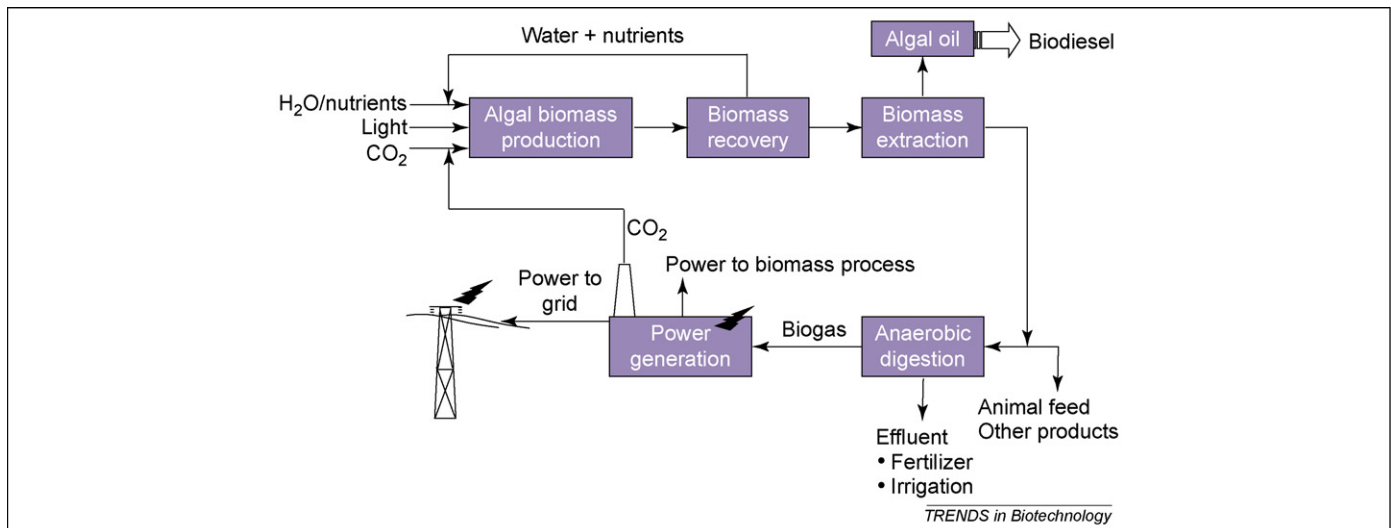 Water + nutrients
Algal oil
Biodiesel
H₂O/nutrients
Light
CO₂
Algal biomass
production
Biomass
recovery
Biomass
extraction
CO₂
Power to biomass process
Power to
grid
Power
generation
Biogas
Anaerobic
digestion
Animal feed
Other products
Effluent
• Fertilizer
• Irrigation
TRENDS in Biotechnology